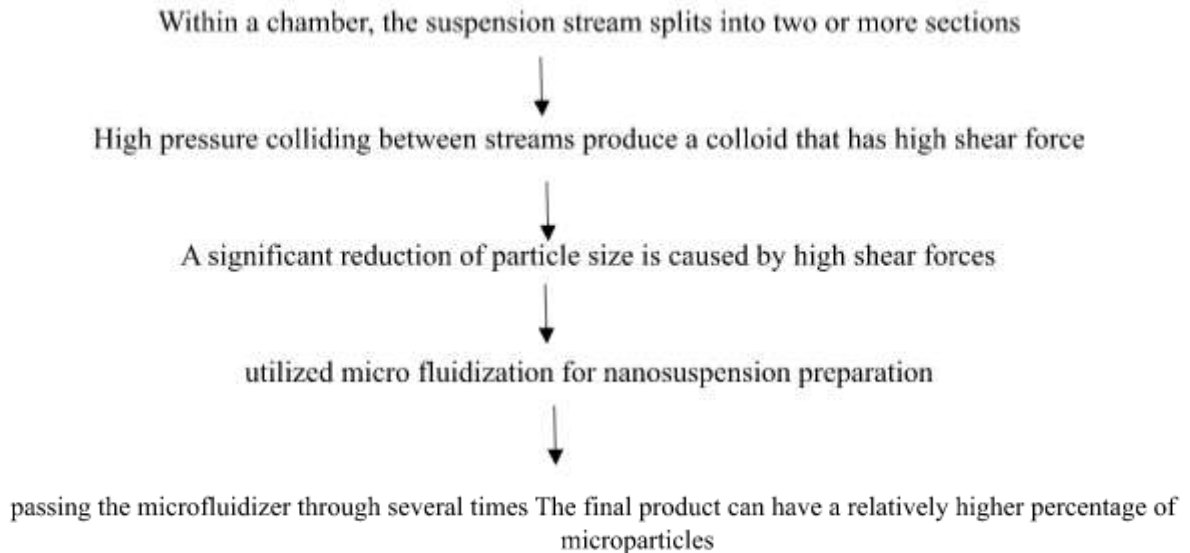 Within a chamber, the suspension stream splits into two or more sections
High pressure colliding between streams produce a colloid that has high shear force
A significant reduction of particle size is caused by high shear forces
utilized micro fluidization for nanosuspension preparation
passing the microfluidizer through several times The final product can have a relatively higher percentage of
microparticles